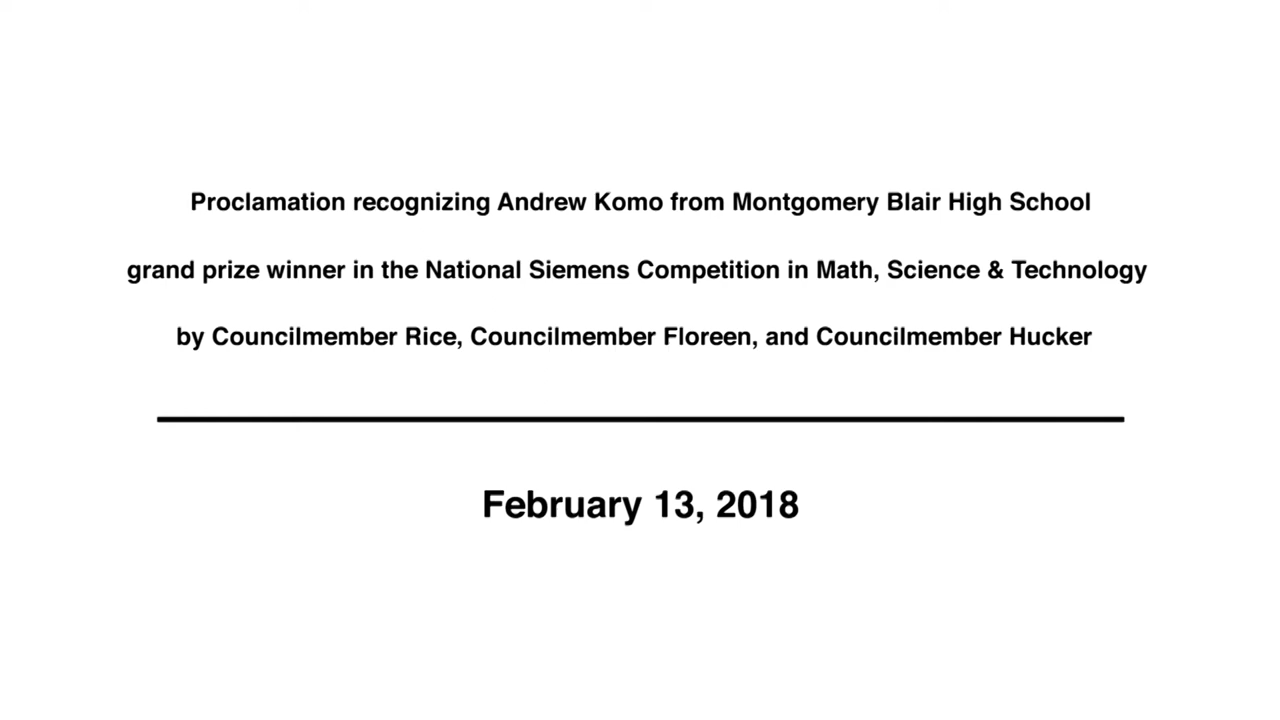 Proclamation recognizing Andrew Komo from Montgomery Blair High School
grand prize winner in the National Siemens Competition in Math, Science & Technology
by Councilmember Rice, Councilmember Floreen, and Councilmember Hucker
February 13, 2018